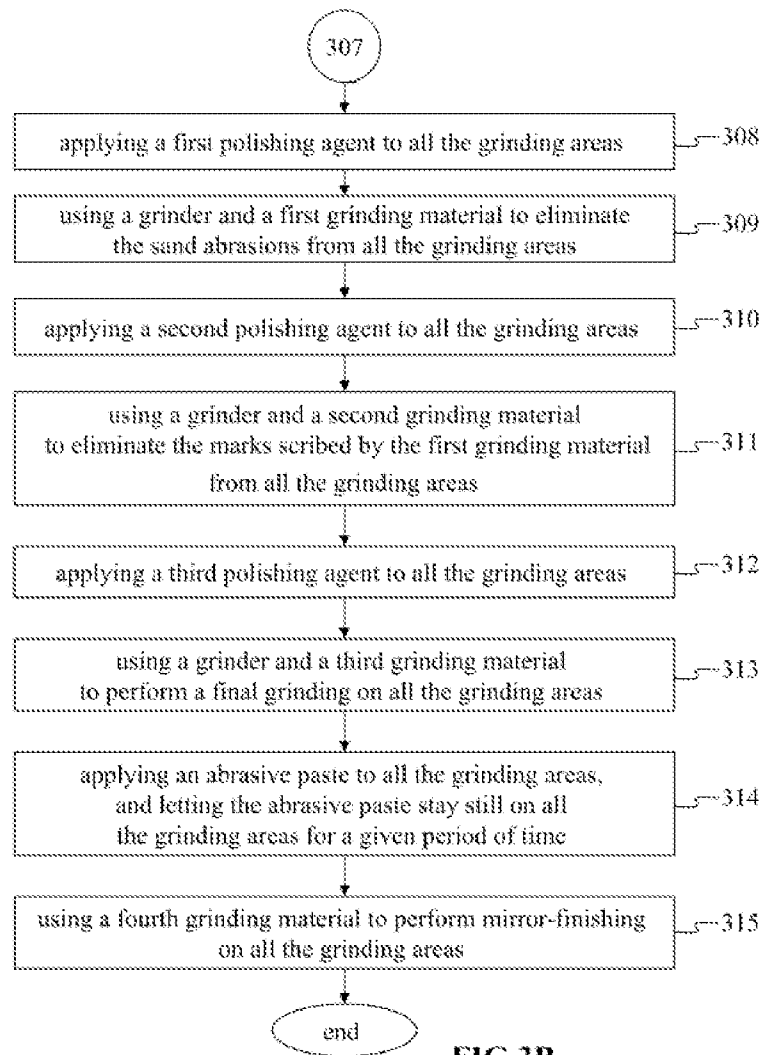 307
applying a first polishing agent to all the grinding areas
308
using a grinder and a first grinding material to eliminate
the sand abrasions from all the grinding areas
309
applying a second polishing agent to all the grinding areas
310
using a grinder and a second grinding material
to eliminate the marks scribed by the first grinding material
from all the grinding areas
311
applying a third polishing agent to all the grinding areas
312
using a grinder and a third grinding material
to perform a final grinding on all the grinding areas
313
applying an abrasive paste to all the grinding areas,
and letting the abrasive paste stay still on all
the grinding areas for a given period of time
314
using a fourth grinding material to perform mirror-finishing
on all the grinding areas
315
end
FIG.3B